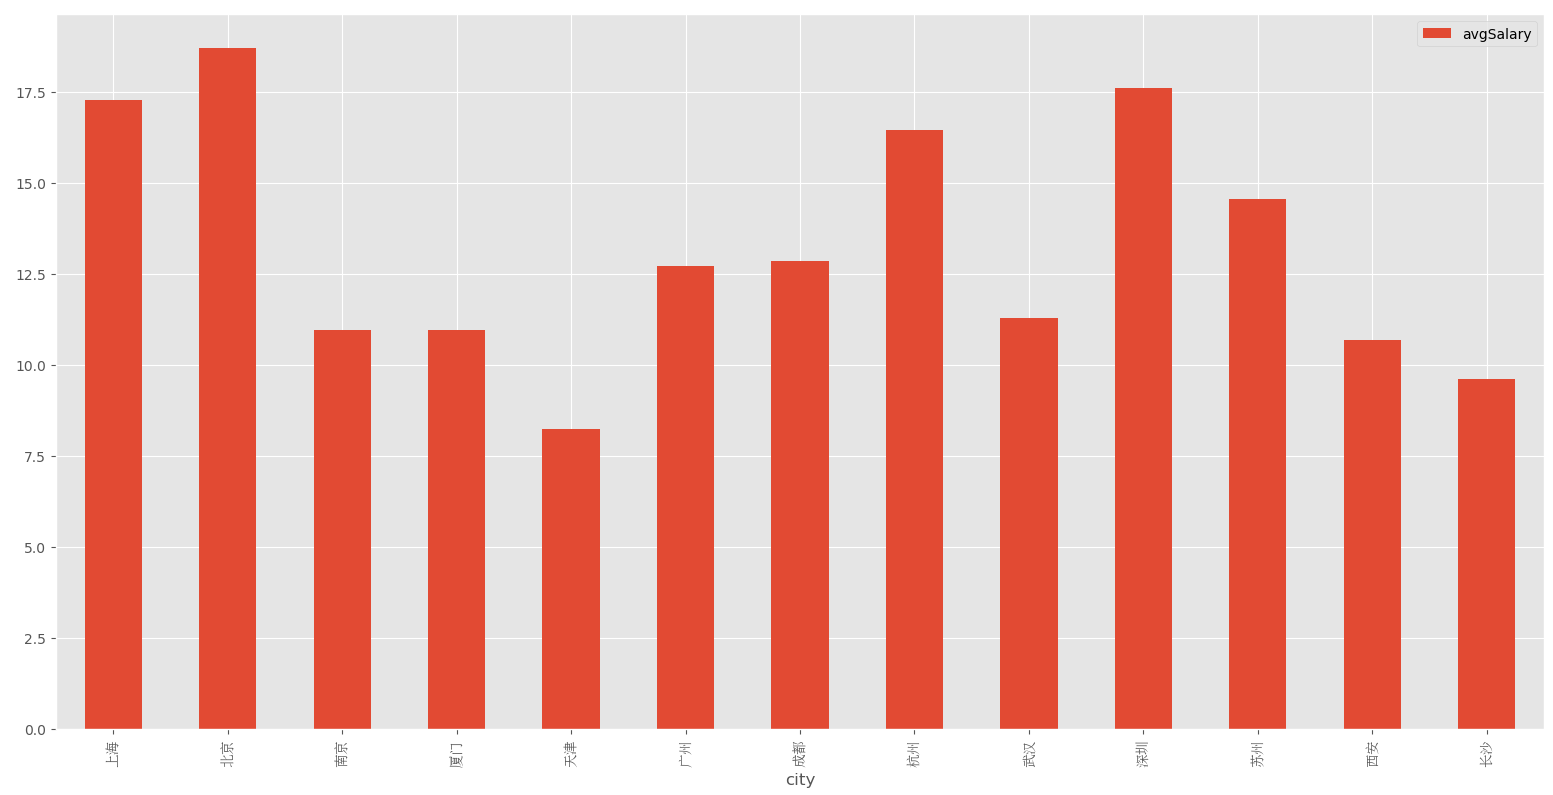 avgSalary
17.5
15.0
12.5
10.0
7.5
5.0
2.5
0.0
上海
北京
南京
厦门
天津
广州
成都
杭州
武汉
深圳
苏州
西安
长沙
city